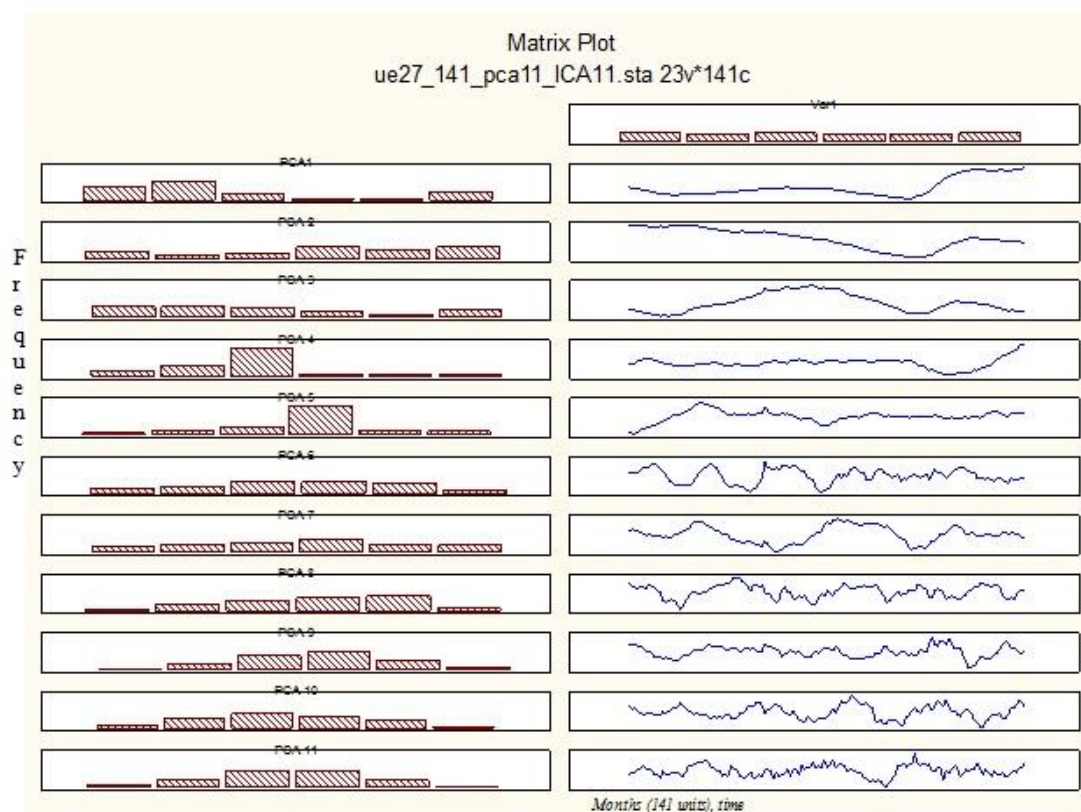 Matrix Plot
ue27_141_pca11_ICA11.sta 23v*141c
Var1
PCA1
PCA 2
PCA 3
PCA 4
PCA 5
PCA 6
PCA 7
PCA 8
PCA 9
PCA 10
PCA 11
Frequency
Months (141 units), time